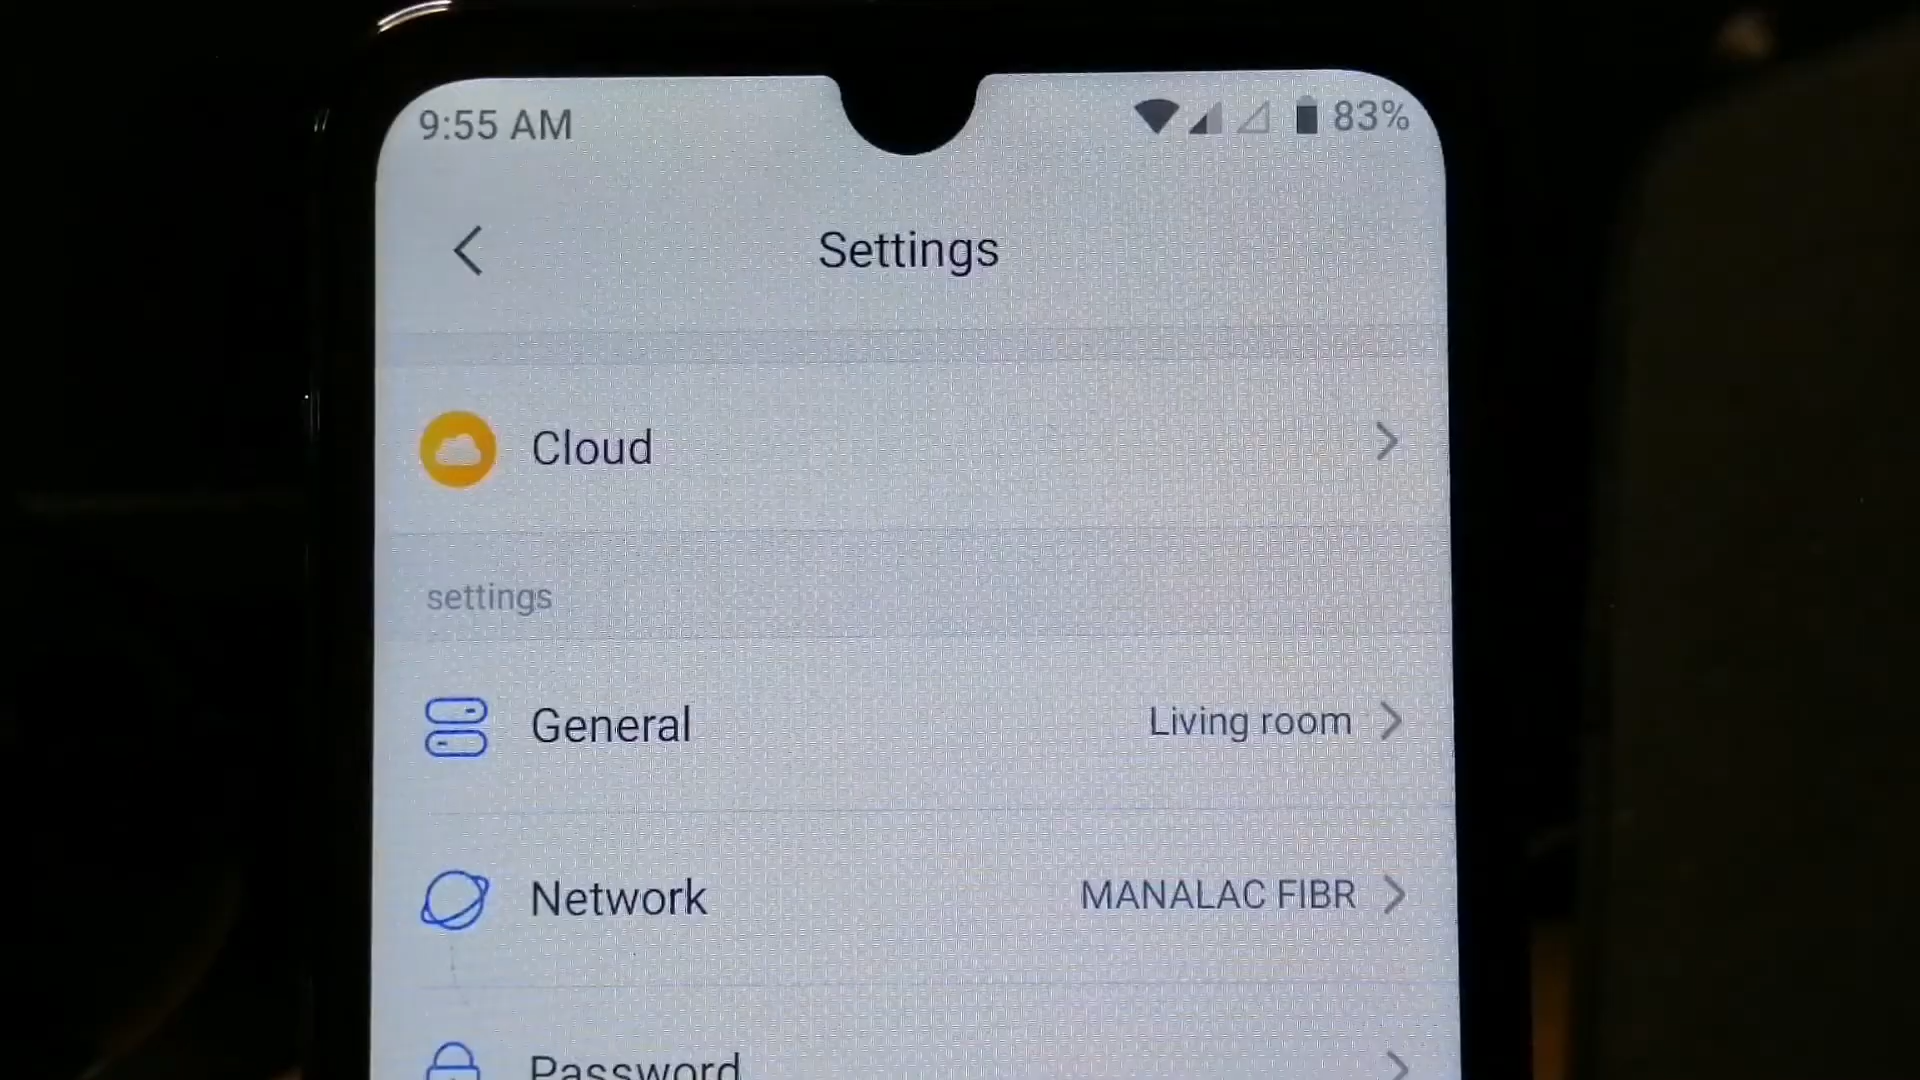 9:55 AM 83%
Settings
Cloud
settings
General Living room
Network MANALAC FIBR
Password